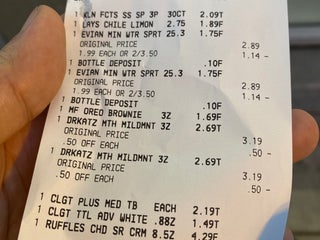 1 KLN FCTS SS SP 3P 30CT 2.09T
1 LAYS CHILE LIMON 2.75 1.89F
1 EVIAN MIN WTR SPRT 25.3 1.75F
ORIGINAL PRICE 2.89
1.99 EACH OR 2/3.50 1.14 -
1 BOTTLE DEPOSIT .10F
1 EVIAN MIN WTR SPRT 25.3 1.75F
ORIGINAL PRICE 2.89
1.99 EACH OR 2/3.50 1.14 -
1 BOTTLE DEPOSIT .10F
1 MF OREO BROWNIE 3Z 1.69F
1 DRKATZ MTH MILDMNT 3Z 2.69T
ORIGINAL PRICE 3.19
.50 OFF EACH .50 -
1 DRKATZ MTH MILDMNT 3Z 2.69T
ORIGINAL PRICE 3.19
.50 OFF EACH .50 -
1 CLGT PLUS MED TB EACH 2.19T
1 CLGT TTL ADV WHITE .88Z 1.49T
1 RUFFLES CHD SR CRM 8.5Z 4.29F